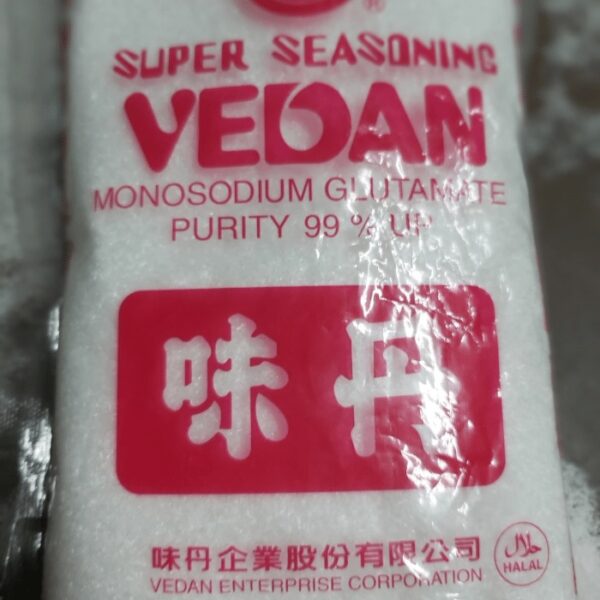 ®
SUPER SEASONING
VEDAN
MONOSODIUM GLUTAMATE
PURITY 99 % UP
味丹
味丹企業股份有限公司
VEDAN ENTERPRISE CORPORATION
حلال
HALAL